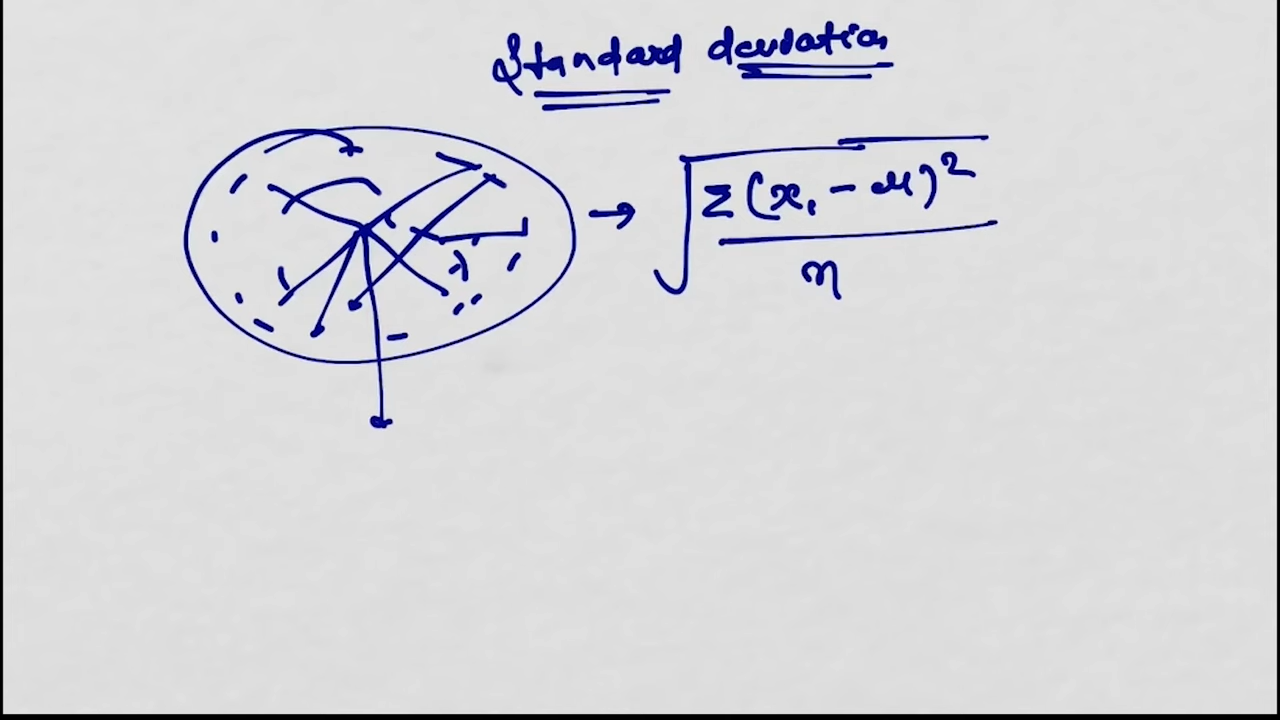 Standard deviation
→ √ Σ(xᵢ - μ)²
n